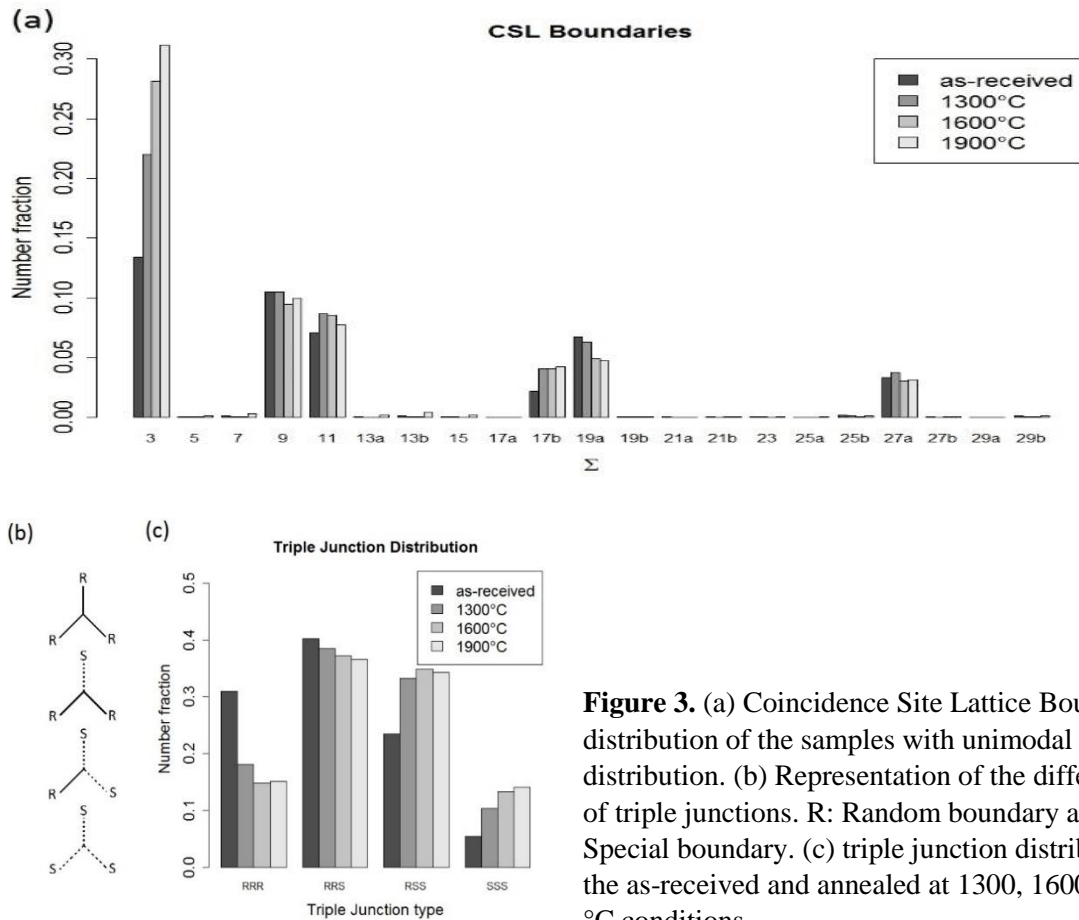 (a)
CSL Boundaries
as-received
1300°C
1600°C
1900°C
Number fraction
0.30
0.25
0.20
0.15
0.10
0.05
0.00
3 5 7 9 11 13a 13b 15 17a 17b 19a 19b 21a 21b 23 25a 25b 27a 27b 29a 29b
Σ
(b)
R
R R
S
R R
S
R S
S
S S
(c)
Triple Junction Distribution
as-received
1300°C
1600°C
1900°C
Number fraction
0.5
0.4
0.3
0.2
0.1
0.0
RRR RRS RSS SSS
Triple Junction type
Figure 3. (a) Coincidence Site Lattice Bou
distribution of the samples with unimodal
distribution. (b) Representation of the diffe
of triple junctions. R: Random boundary a
Special boundary. (c) triple junction distrib
the as-received and annealed at 1300, 1600
°C conditions